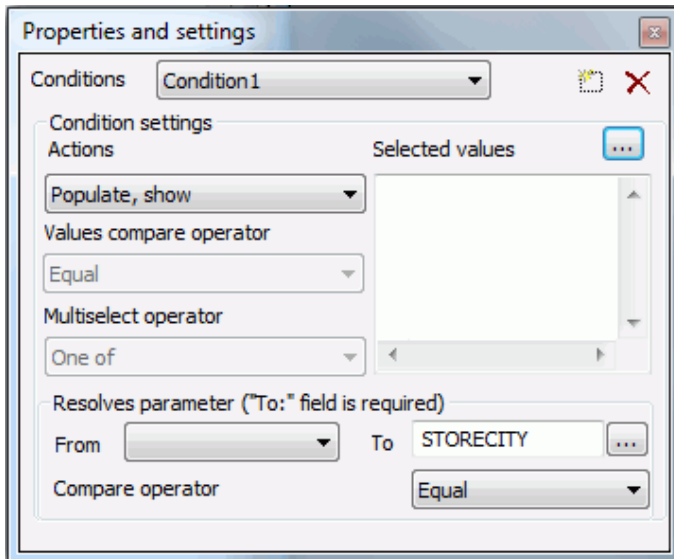 Properties and settings
Conditions Condition1
Condition settings
Actions Selected values ...
Populate, show
Values compare operator
Equal
Multiselect operator
One of
Resolves parameter ("To:" field is required)
From To STORECITY ...
Compare operator Equal